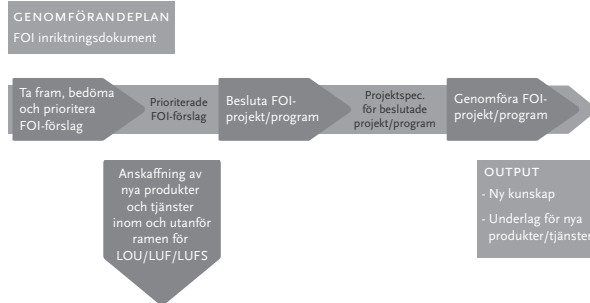 GENOMFÖRANDEPLAN
FOI inriktningsdokument
Ta fram, bedöma
och prioritera
FOI-förslag
Prioriterade
FOI-förslag
Besluta FOI-
projekt/program
Projektspec.
för beslutade
projekt/program
Genomföra FOI-
projekt/program
Anskaffning av
nya produkter
och tjänster
inom och utanför
ramen för
LOU/LUF/LUFS
OUTPUT
- Ny kunskap
- Underlag för nya
produkter/tjänster